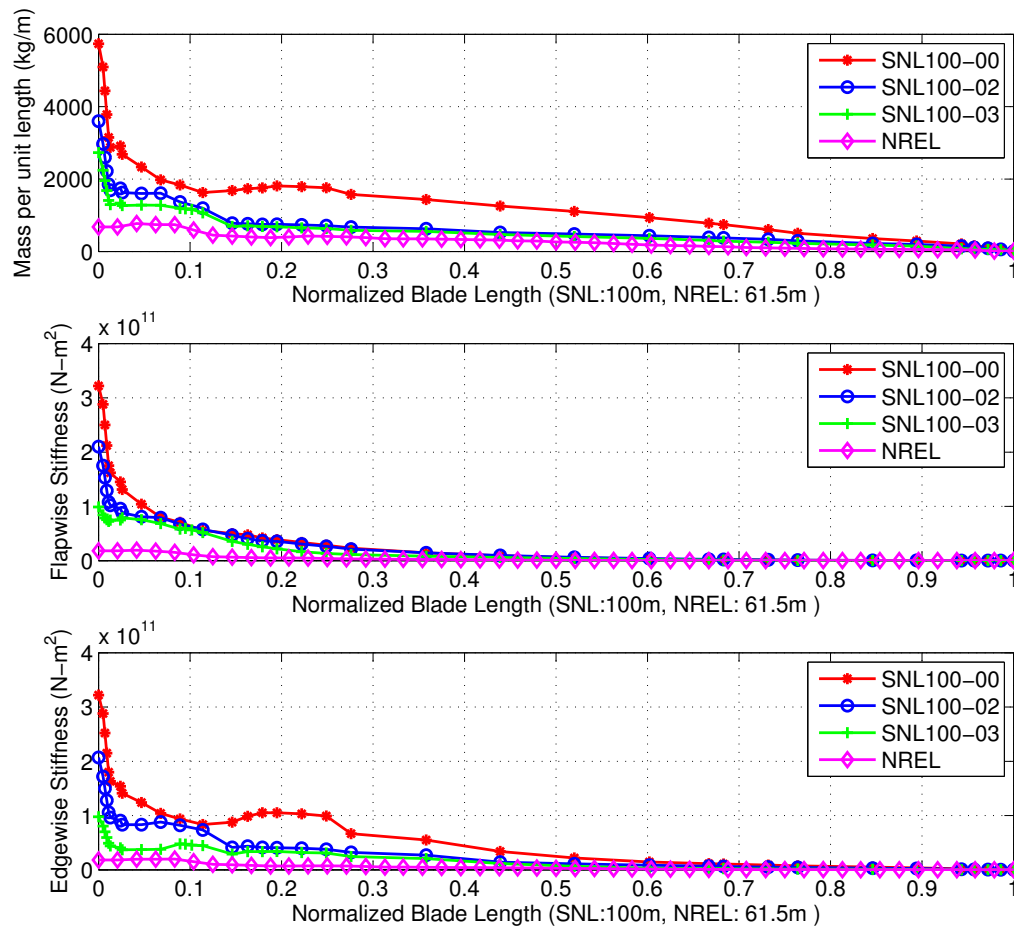 6000
4000
2000
0
Mass per unit length (kg/m)
SNL100−00
SNL100−02
SNL100−03
NREL
0 0.1 0.2 0.3 0.4 0.5 0.6 0.7 0.8 0.9 1
Normalized Blade Length (SNL:100m, NREL: 61.5m )
x 10¹¹
4
3
2
1
0
Flapwise Stiffness (N−m²)
SNL100−00
SNL100−02
SNL100−03
NREL
0 0.1 0.2 0.3 0.4 0.5 0.6 0.7 0.8 0.9 1
Normalized Blade Length (SNL:100m, NREL: 61.5m )
x 10¹¹
4
3
2
1
0
Edgewise Stiffness (N−m²)
SNL100−00
SNL100−02
SNL100−03
NREL
0 0.1 0.2 0.3 0.4 0.5 0.6 0.7 0.8 0.9 1
Normalized Blade Length (SNL:100m, NREL: 61.5m )